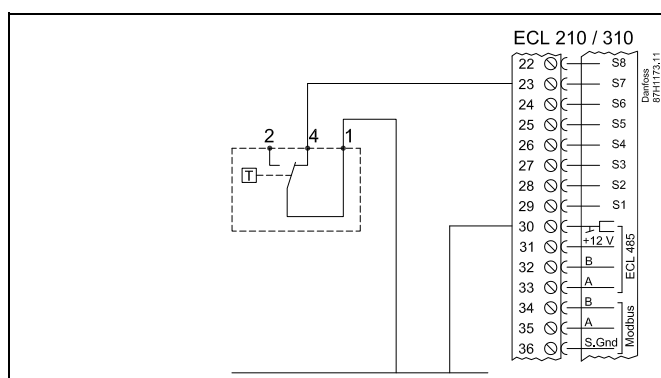 ECL 210 / 310
22 S8
23 S7
24 S6
25 S5
26 S4
27 S3
28 S2
29 S1
30
31 +12 V
32 B
33 A
34 B
35 A
36 S.Gnd
ECL 485
Modbus
Danfoss
87H1173.11
2 4 1
T